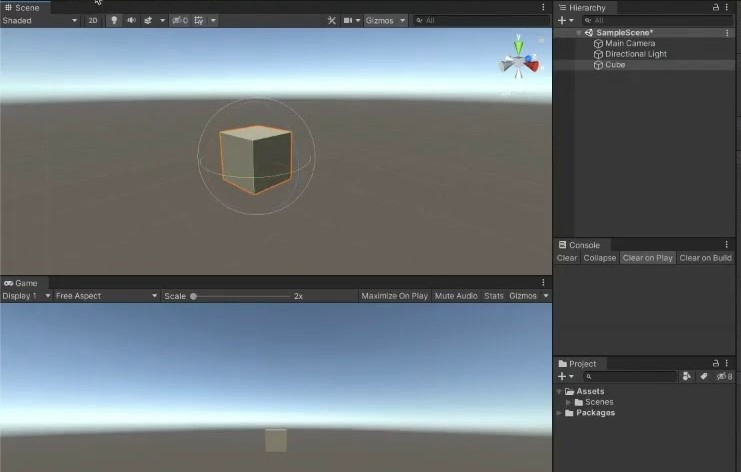 Scene
Shaded 2D 0 Gizmos All
Game
Display 1 Free Aspect Scale 2x Maximize On Play Mute Audio Stats Gizmos
Hierarchy
All
SampleScene*
Main Camera
Directional Light
Cube
Console
Clear Collapse Clear on Play Clear on Build
Project
8
Assets
Scenes
Packages